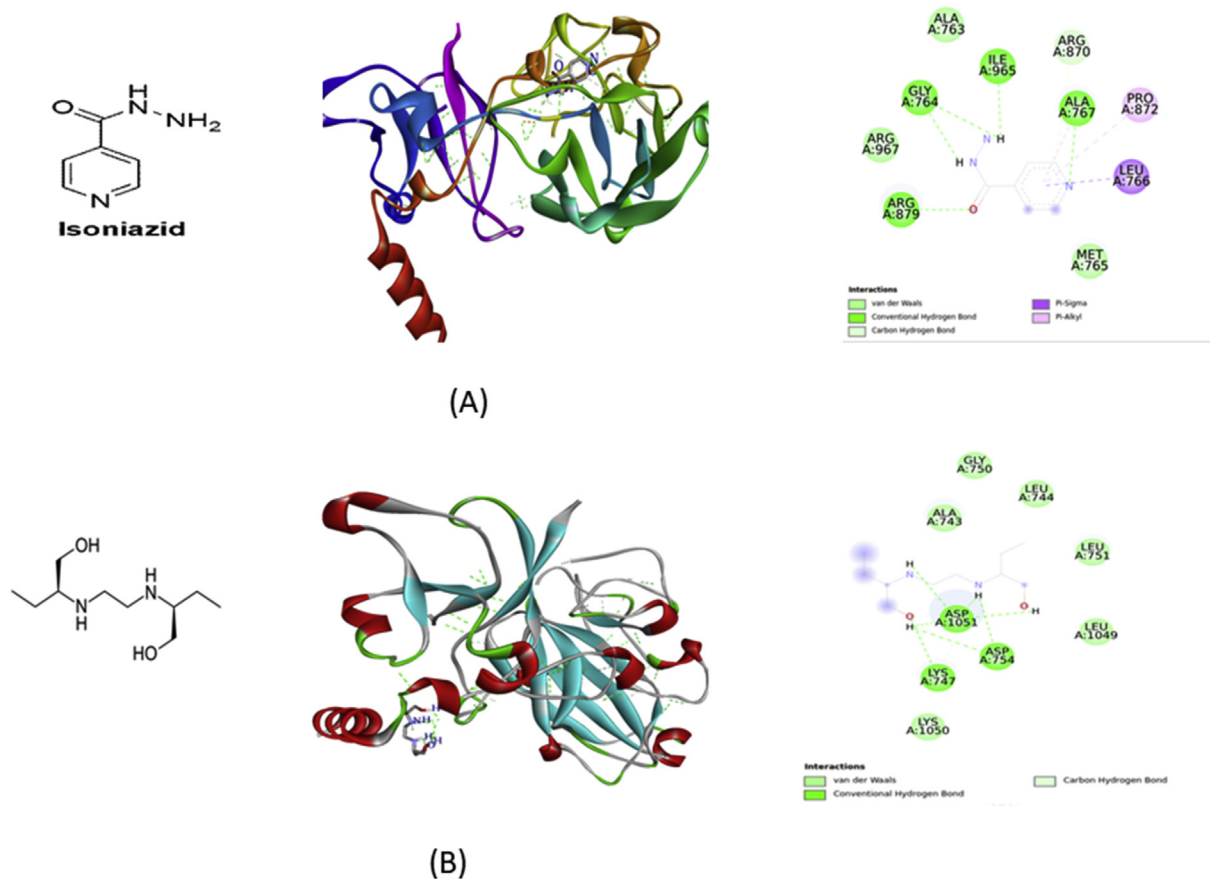 O
H
N
NH₂
N
Isoniazid
O
N
ALA
A:763
ILE
A:965
ARG
A:870
GLY
A:764
ALA
A:767
PRO
A:872
ARG
A:967
N H
H N
LEU
A:766
N
ARG
A:879
O
MET
A:765
Interactions
van der Waals
Conventional Hydrogen Bond
Carbon Hydrogen Bond
Pi-Sigma
Pi-Alkyl
(A)
OH
H
N
N
H
HO
H
NH
H
H
GLY
A:750
LEU
A:744
ALA
A:743
LEU
A:751
H
N
N
H
ASP
A:1051
O H
O
H
LEU
A:1049
ASP
A:754
LYS
A:747
LYS
A:1050
Interactions
van der Waals
Conventional Hydrogen Bond
Carbon Hydrogen Bond
(B)